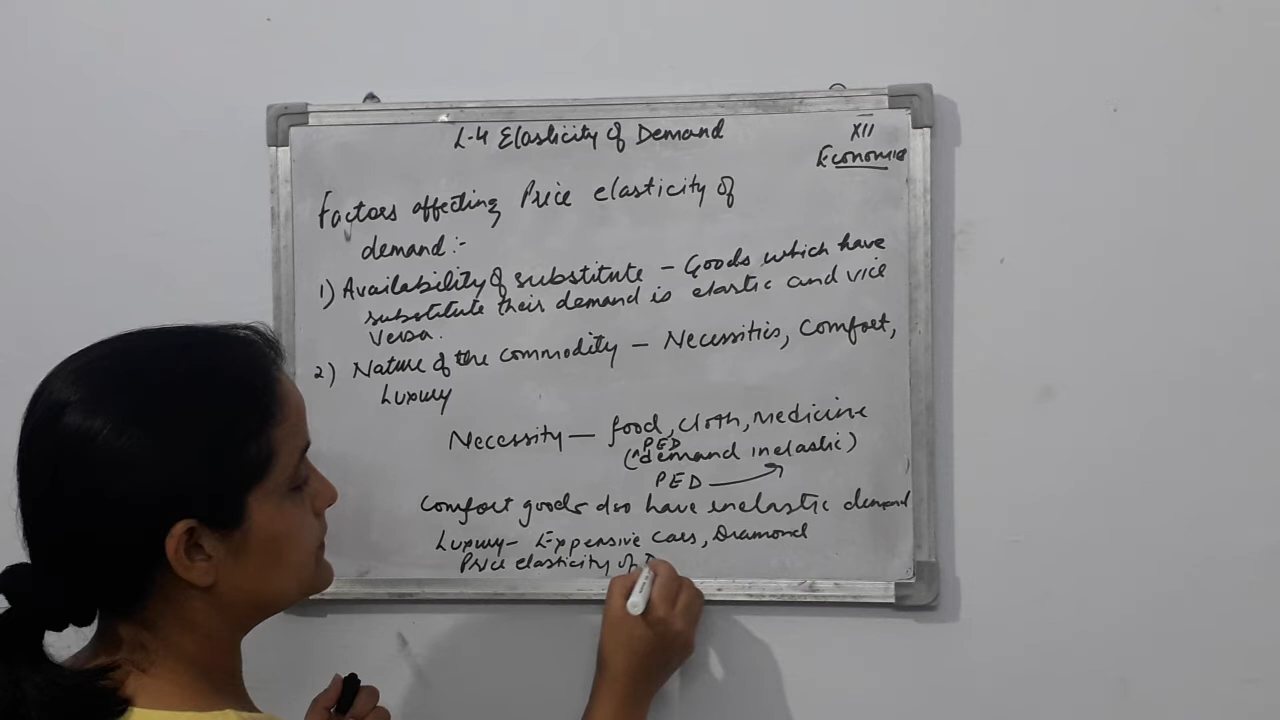 L-4 Elasticity of Demand
XII
Economics
Factors affecting Price elasticity of
demand :-
1) Availability of substitute - Goods which have
substitute their demand is elastic and vice
versa.
2) Nature of the commodity - Necessities, Comfort,
Luxury
Necessity - food, cloth, Medicine
PED
(^demand inelastic)
PED
Comfort goods also have inelastic demand
Luxury - Expensive cars, Diamond
Price elasticity of D